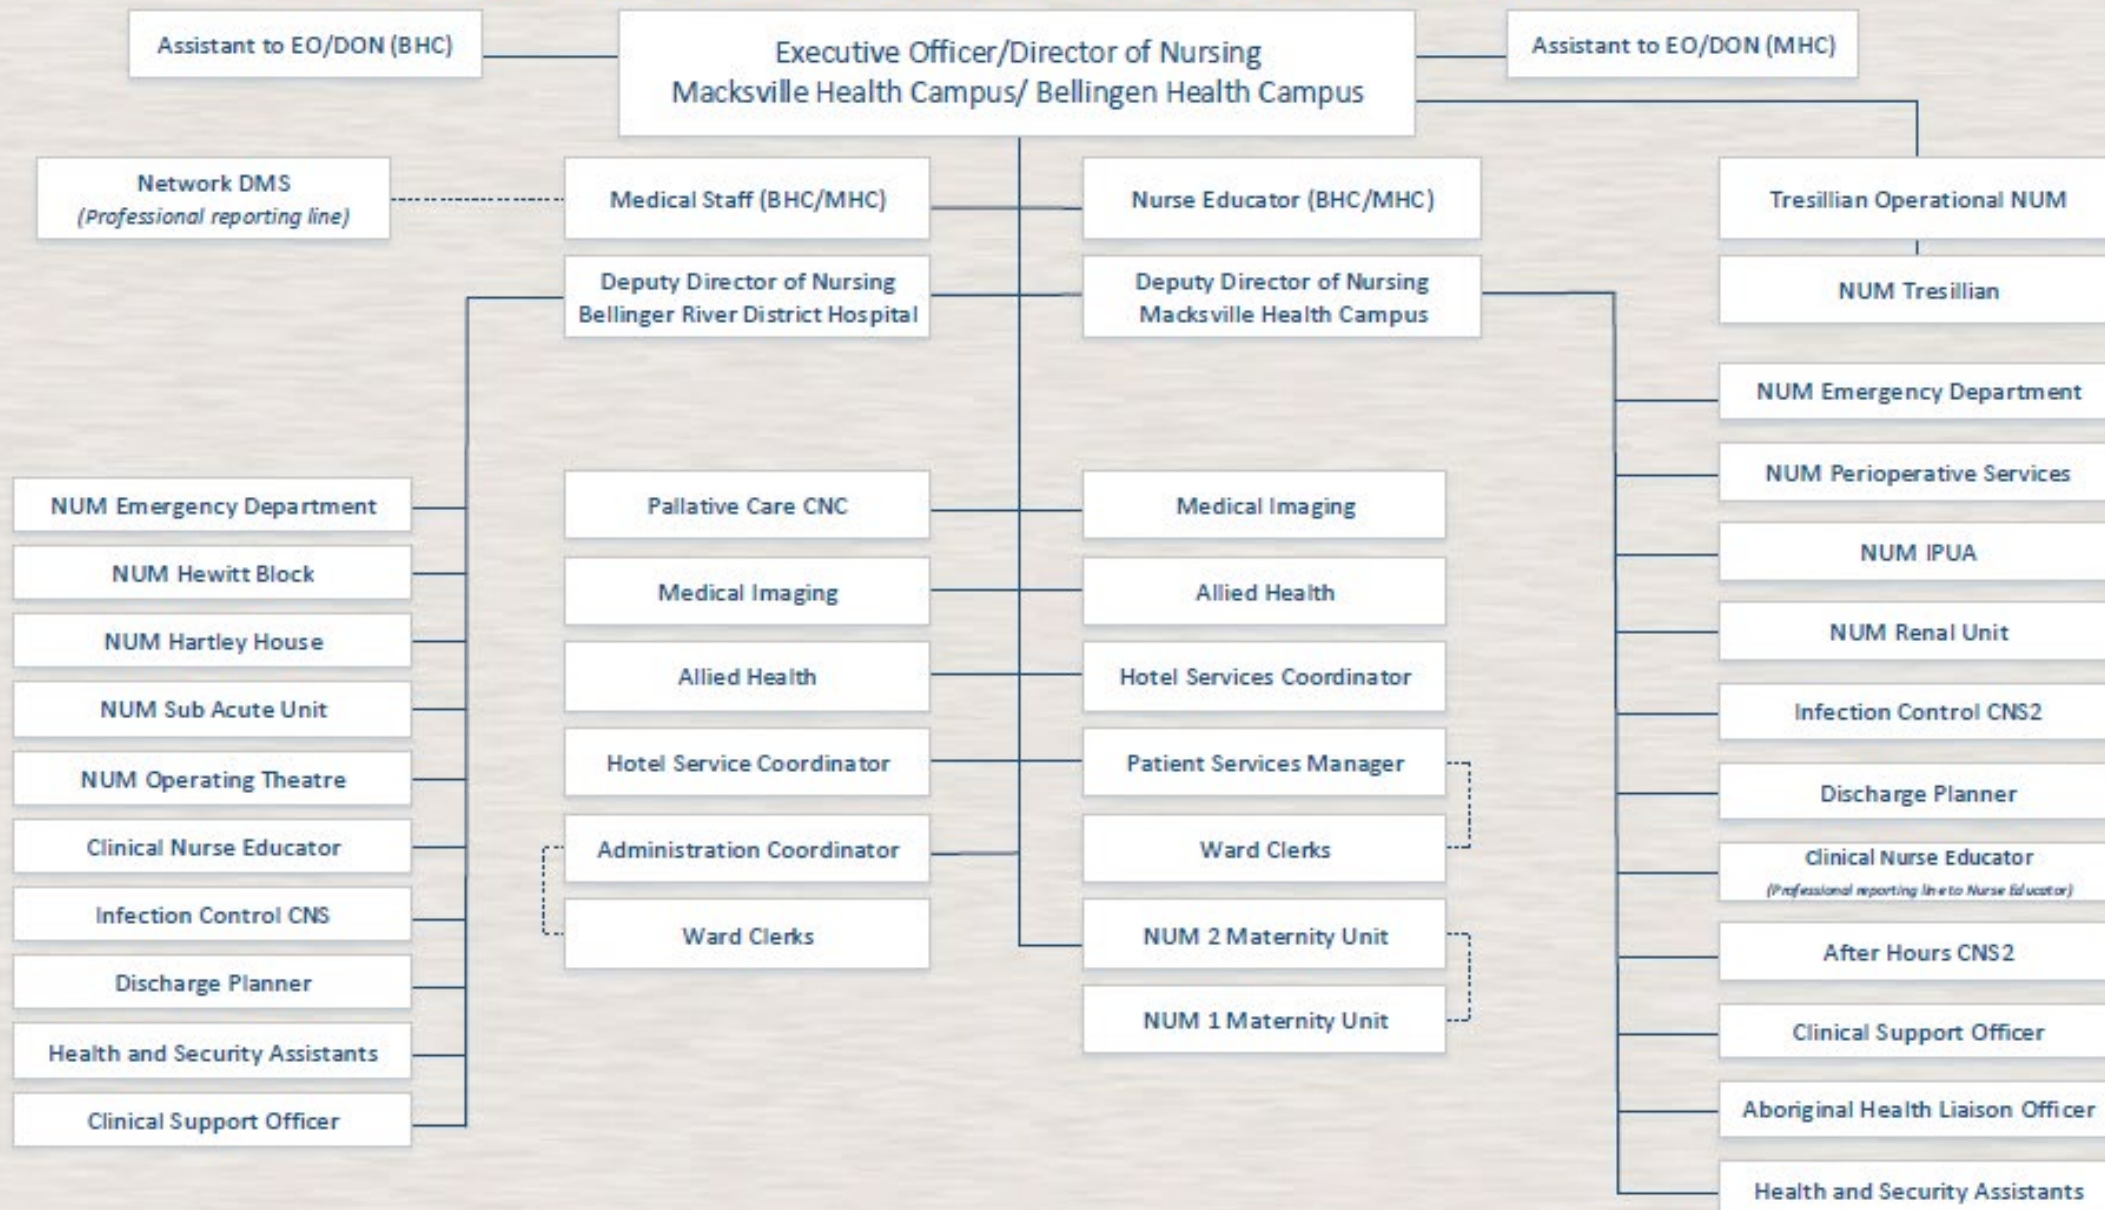 Assistant to EO/DON (BHC)
Executive Officer/Director of Nursing
Macksville Health Campus/ Bellingen Health Campus
Assistant to EO/DON (MHC)
Network DMS
(Professional reporting line)
Medical Staff (BHC/MHC)
Nurse Educator (BHC/MHC)
Tresillian Operational NUM
Deputy Director of Nursing
Bellinger River District Hospital
Deputy Director of Nursing
Macksville Health Campus
NUM Tresillian
NUM Emergency Department
NUM Hewitt Block
NUM Hartley House
NUM Sub Acute Unit
NUM Operating Theatre
Clinical Nurse Educator
Infection Control CNS
Discharge Planner
Health and Security Assistants
Clinical Support Officer
Pallative Care CNC
Medical Imaging
Allied Health
Hotel Service Coordinator
Administration Coordinator
Ward Clerks
Medical Imaging
Allied Health
Hotel Services Coordinator
Patient Services Manager
Ward Clerks
NUM 2 Maternity Unit
NUM 1 Maternity Unit
NUM Emergency Department
NUM Perioperative Services
NUM IPUA
NUM Renal Unit
Infection Control CNS2
Discharge Planner
Clinical Nurse Educator
(Professional reporting line to Nurse Educator)
After Hours CNS2
Clinical Support Officer
Aboriginal Health Liaison Officer
Health and Security Assistants